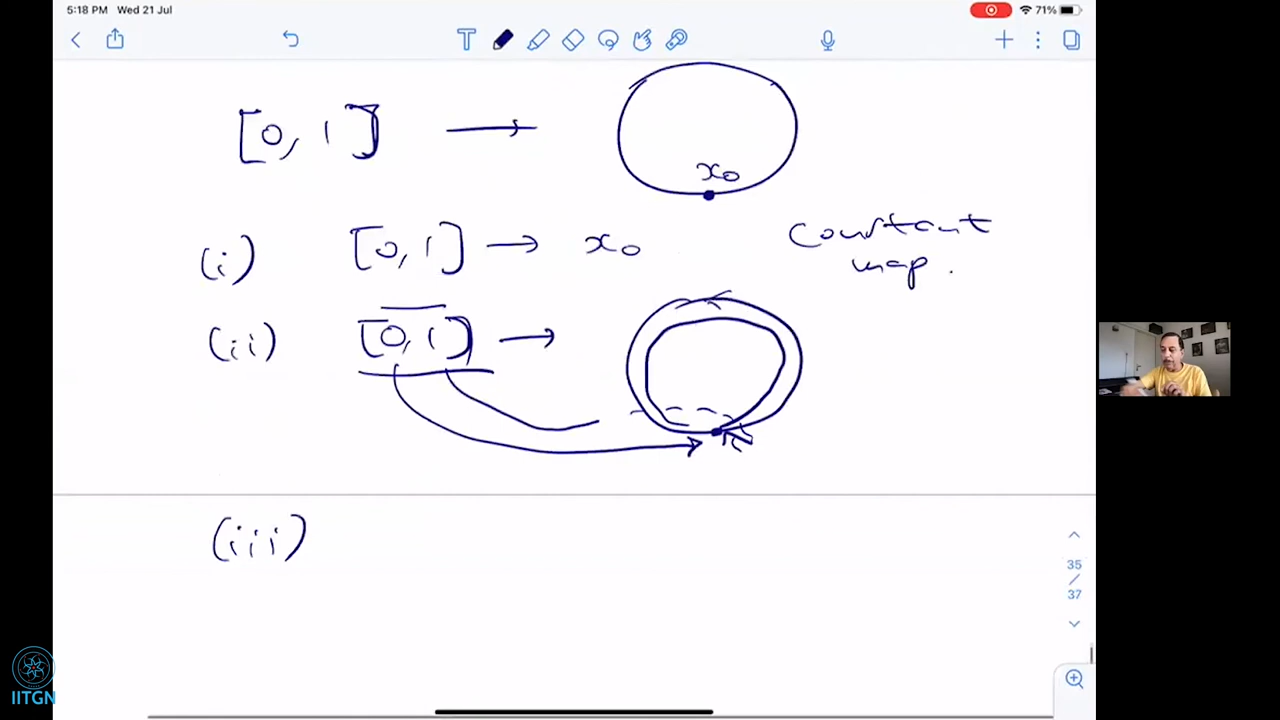 5:18 PM Wed 21 Jul
71%
[0, 1] →
x₀
(i) [0, 1] → x₀ constant
map.
(ii) [0, 1] →
(iii)
35
/
37
IITGN